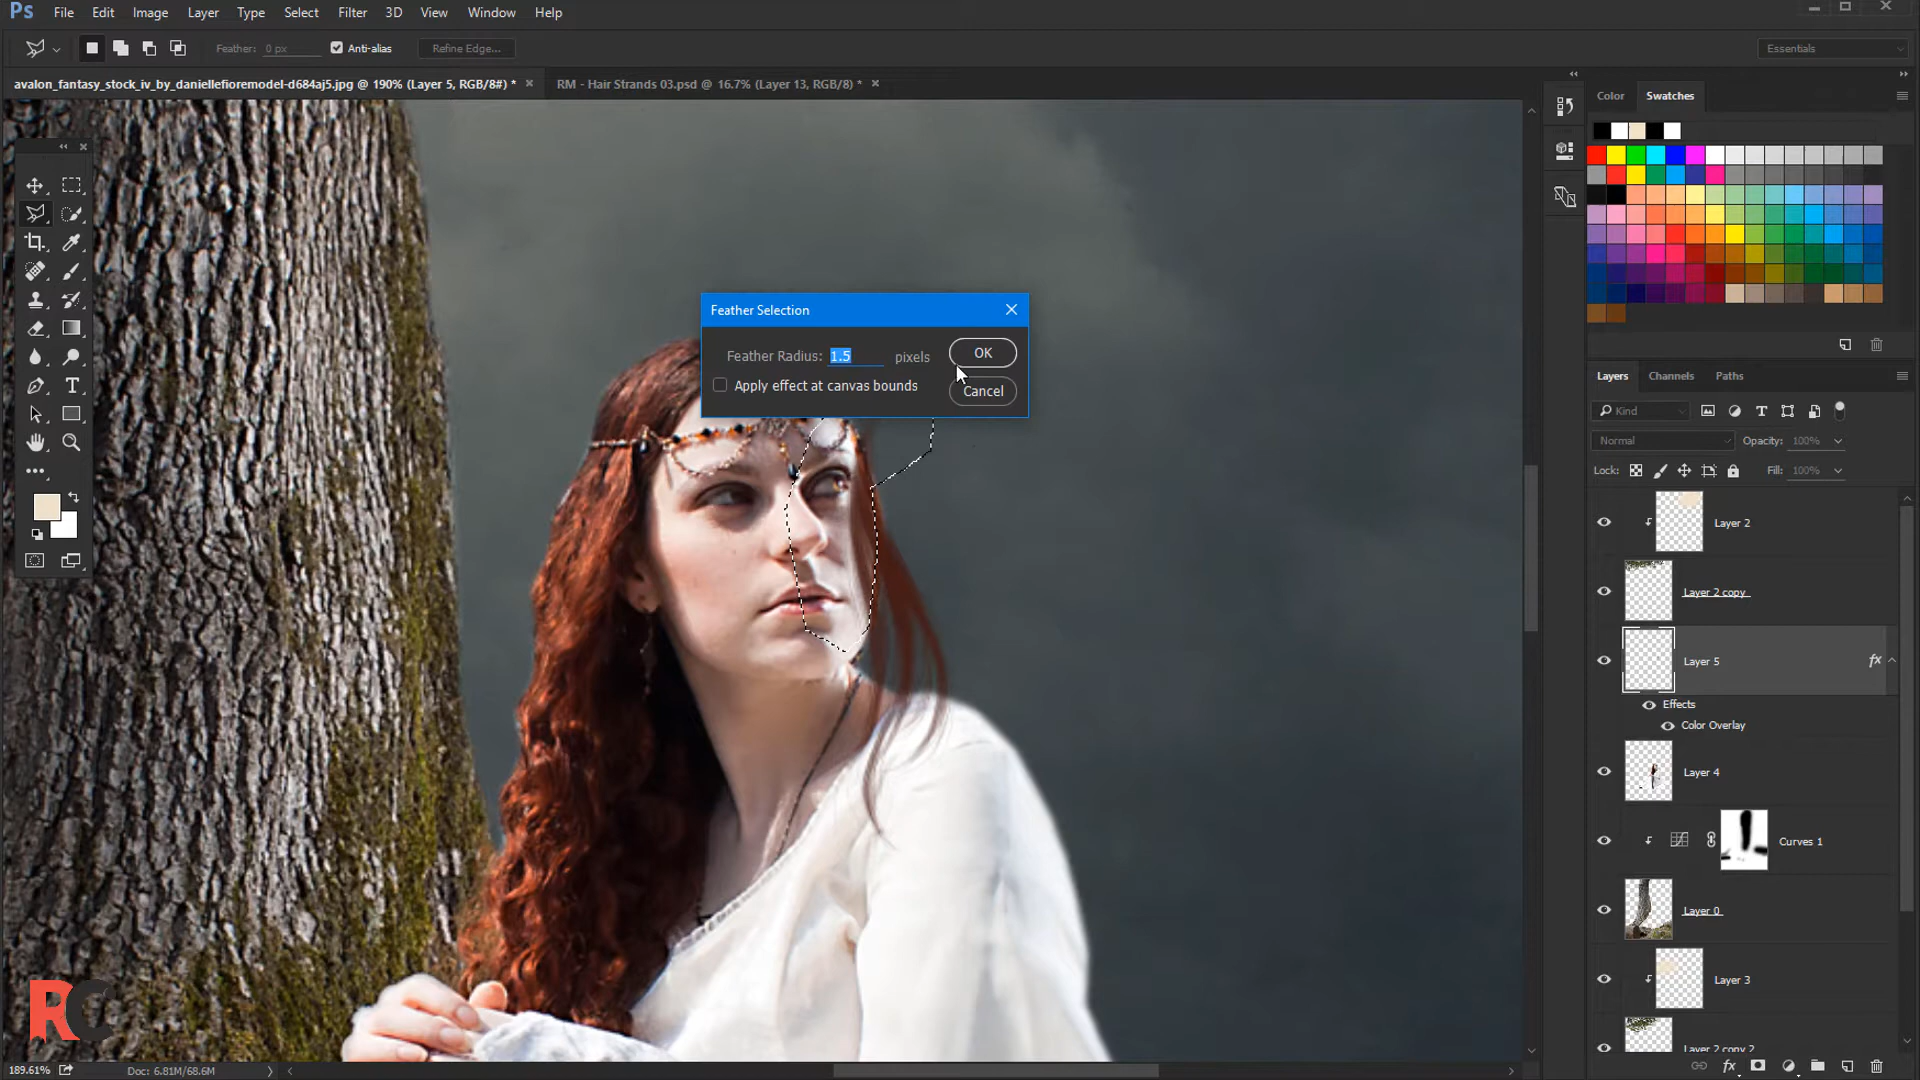 Ps File Edit Image Layer Type Select Filter 3D View Window Help
Feather: 0 px Anti-alias Refine Edge... Essentials
avalon_fantasy_stock_iv_by_daniellefioremodel-d684aj5.jpg @ 190% (Layer 5, RGB/8#) * RM - Hair Strands 03.psd @ 16.7% (Layer 13, RGB/8) *
Color Swatches
Feather Selection
Feather Radius: 1.5 pixels OK
Apply effect at canvas bounds Cancel
Layers Channels Paths
Kind
Normal Opacity: 100%
Lock: Fill: 100%
Layer 2
Layer 2 copy
Layer 5 fx
Effects
Color Overlay
Layer 4
Curves 1
Layer 0
Layer 3
Layer 2 copy 2
RC
189.61% Doc: 6.81M/68.6M fx